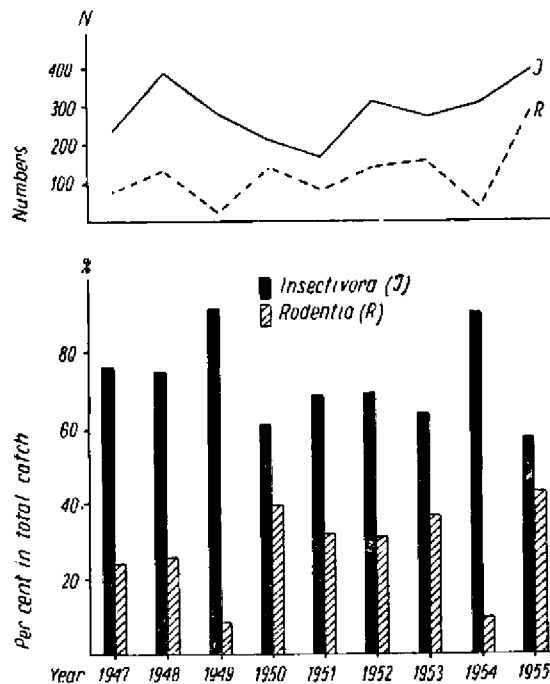 N
400
300
200
100
Numbers
J
R
%
Insectivora (J)
Rodentia (R)
80
60
40
20
Per cent in total catch
Year 1947 1948 1949 1950 1951 1952 1953 1954 1955